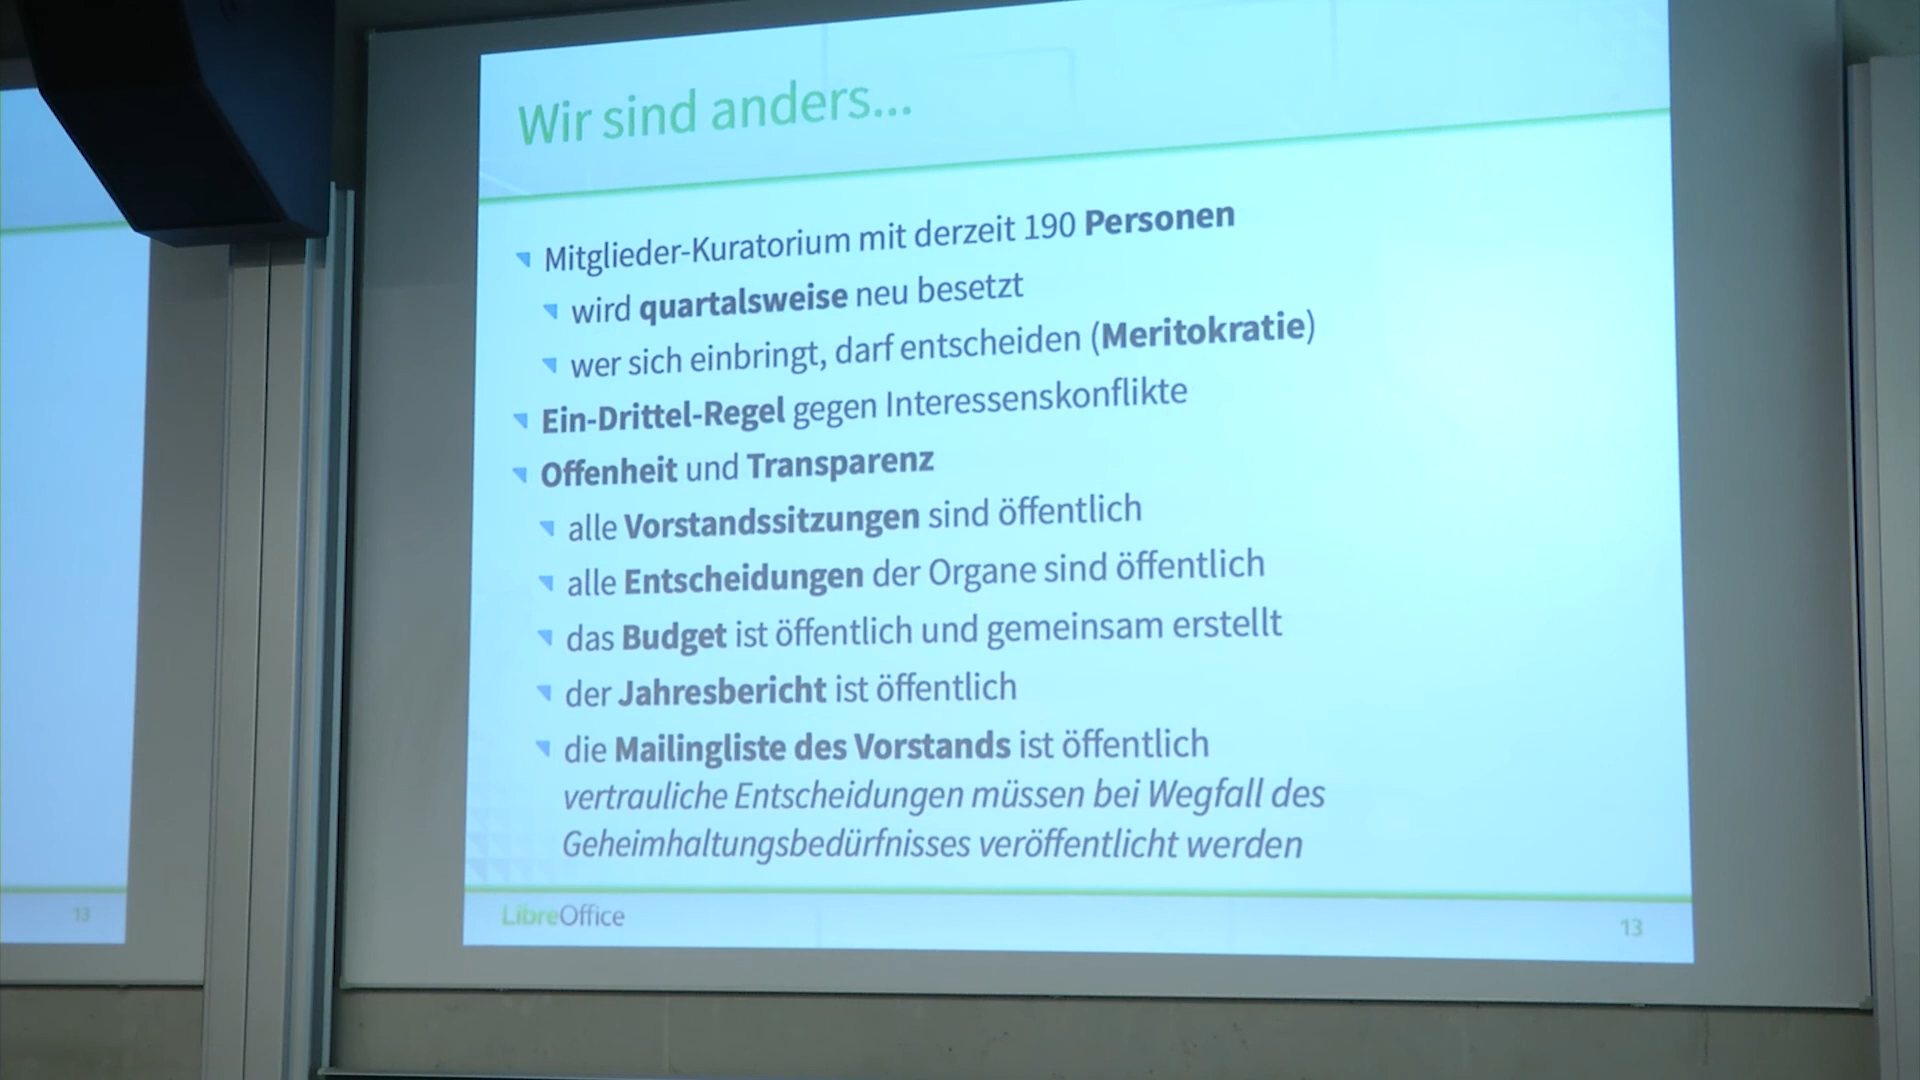 Wir sind anders...
Mitglieder-Kuratorium mit derzeit 190 Personen
wird quartalsweise neu besetzt
wer sich einbringt, darf entscheiden (Meritokratie)
Ein-Drittel-Regel gegen Interessenskonflikte
Offenheit und Transparenz
alle Vorstandssitzungen sind öffentlich
alle Entscheidungen der Organe sind öffentlich
das Budget ist öffentlich und gemeinsam erstellt
der Jahresbericht ist öffentlich
die Mailingliste des Vorstands ist öffentlich
vertrauliche Entscheidungen müssen bei Wegfall des
Geheimhaltungsbedürfnisses veröffentlicht werden
LibreOffice
13
13